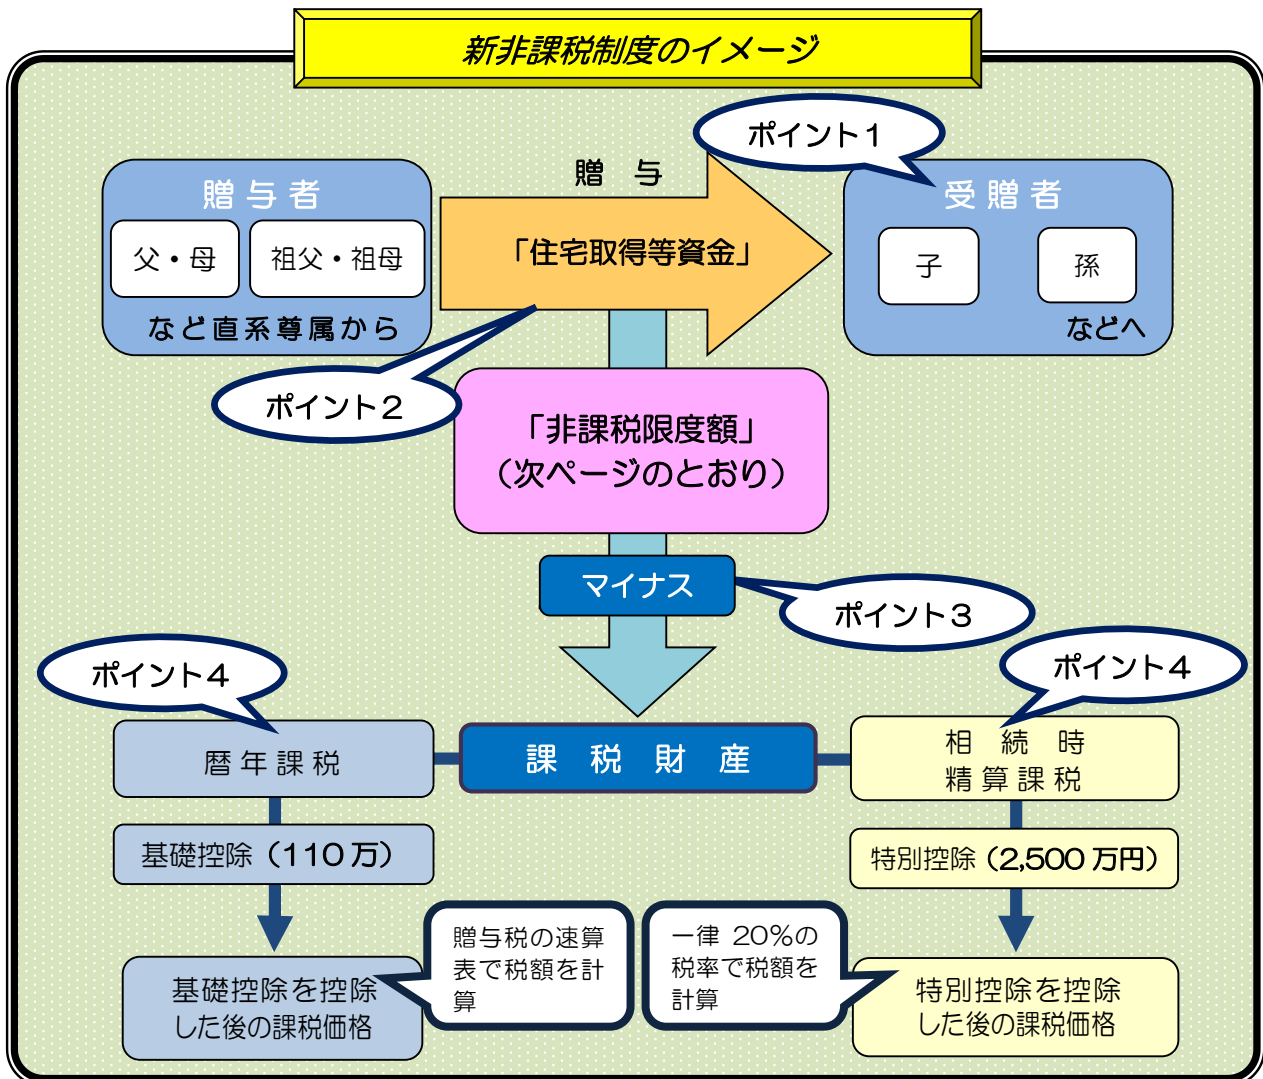 新非課税制度のイメージ
ポイント1
贈与者
父・母
祖父・祖母
など直系尊属から
贈 与
「住宅取得等資金」
受贈者
子
孫
などへ
ポイント2
「非課税限度額」
（次ページのとおり）
マイナス
ポイント3
ポイント4
ポイント4
暦年課税
課 税 財 産
相 続 時
精算課税
基礎控除（110万）
特別控除（2,500万円）
贈与税の速算
表で税額を計
算
一律 20%の
税率で税額を
計算
基礎控除を控除
した後の課税価格
特別控除を控除
した後の課税価格